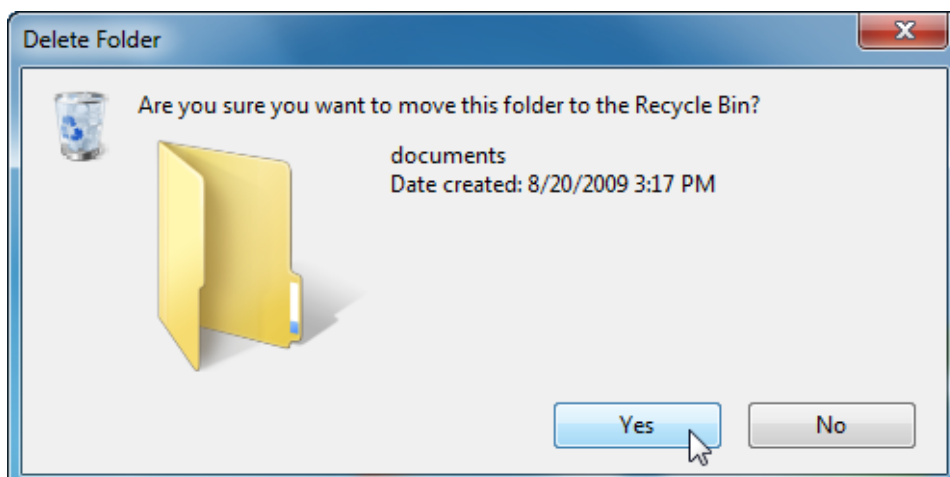 Delete Folder
Are you sure you want to move this folder to the Recycle Bin?
documents
Date created: 8/20/2009 3:17 PM
Yes
No